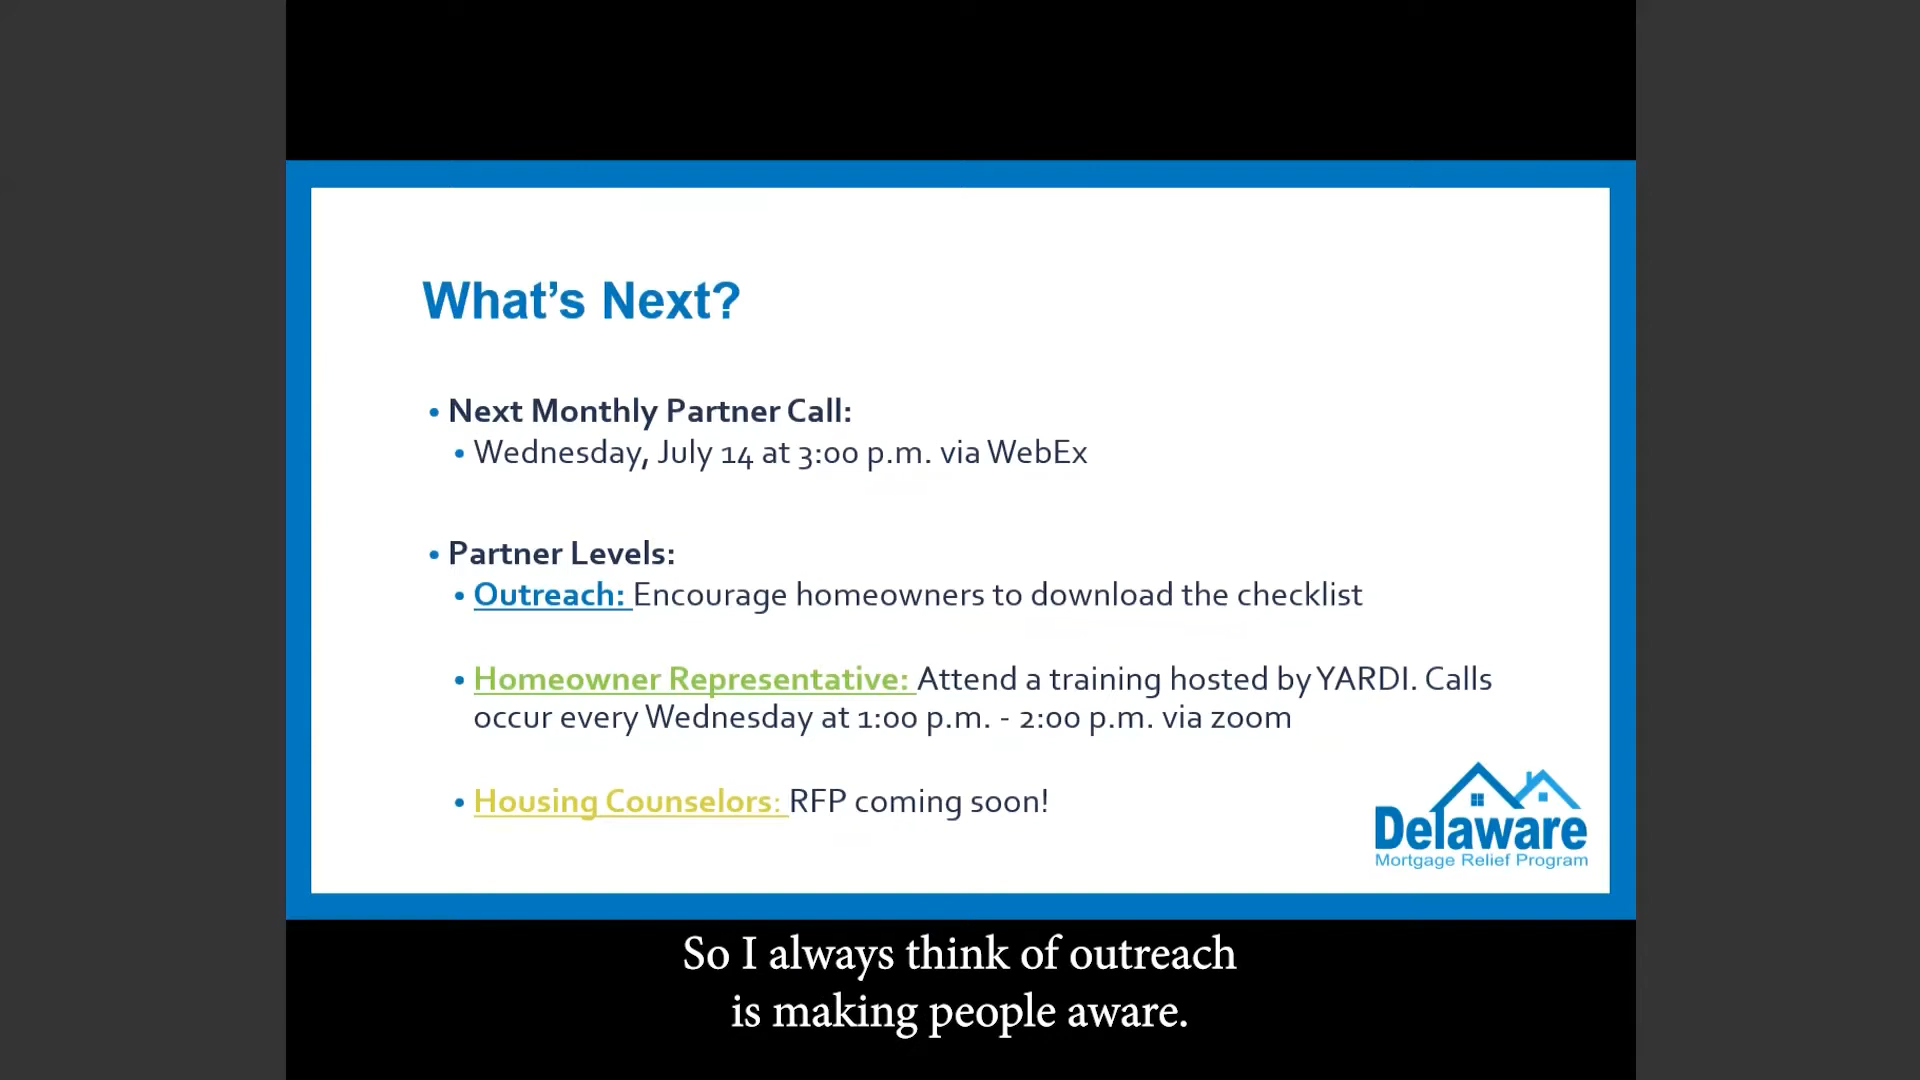 What’s Next?
• Next Monthly Partner Call:
• Wednesday, July 14 at 3:00 p.m. via WebEx
• Partner Levels:
• Outreach: Encourage homeowners to download the checklist
• Homeowner Representative: Attend a training hosted by YARDI. Calls
occur every Wednesday at 1:00 p.m. - 2:00 p.m. via zoom
• Housing Counselors: RFP coming soon!
Delaware
Mortgage Relief Program
So I always think of outreach
is making people aware.